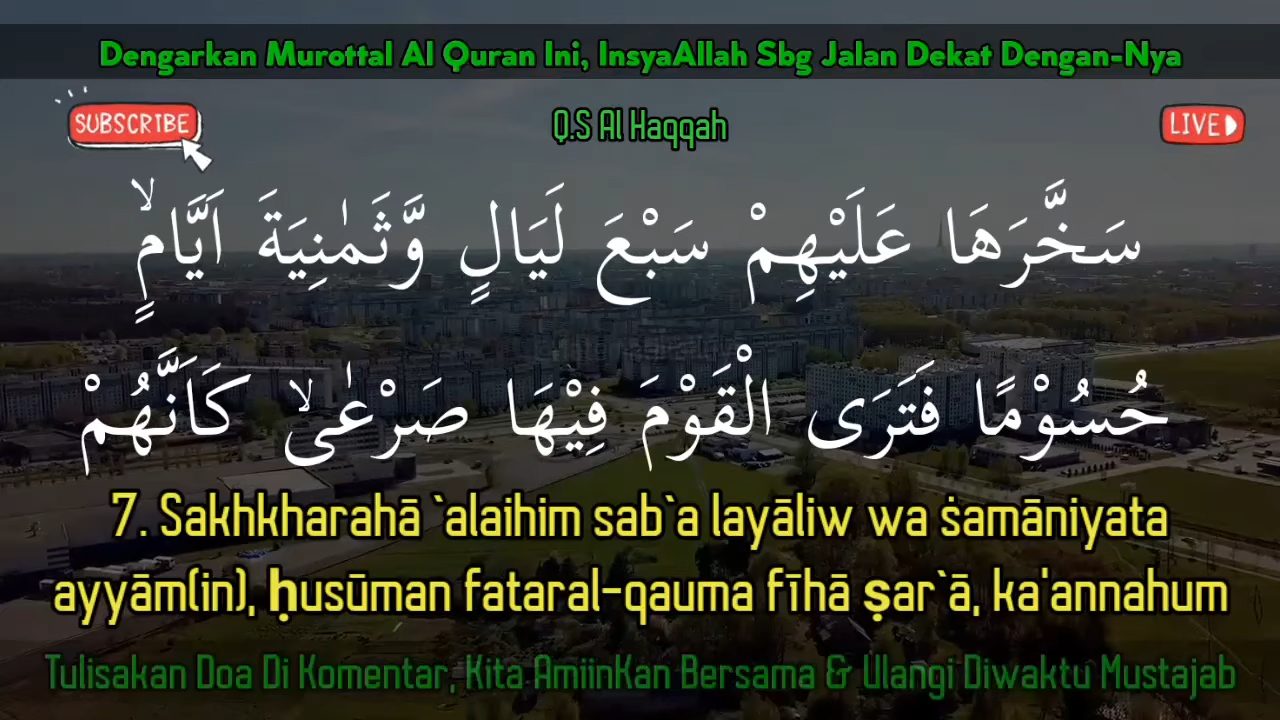 Dengarkan Murottal Al Quran Ini, InsyaAllah Sbg Jalan Dekat Dengan-Nya
SUBSCRIBE
Q.S Al Haqqah
LIVE
سَخَّرَهَا عَلَيْهِمْ سَبْعَ لَيَالٍ وَّثَمٰنِيَةَ اَيَّامٍۙ
حُسُوْمًا فَتَرَى الْقَوْمَ فِيْهَا صَرْعٰىۙ كَاَنَّهُمْ
7. Sakhkharahā `alaihim sab`a layāliw wa ṡamāniyata
ayyām(in), ḥusūman fataral-qauma fīhā ṣar`ā, ka'annahum
Tulisakan Doa Di Komentar, Kita AmiinKan Bersama & Ulangi Diwaktu Mustajab